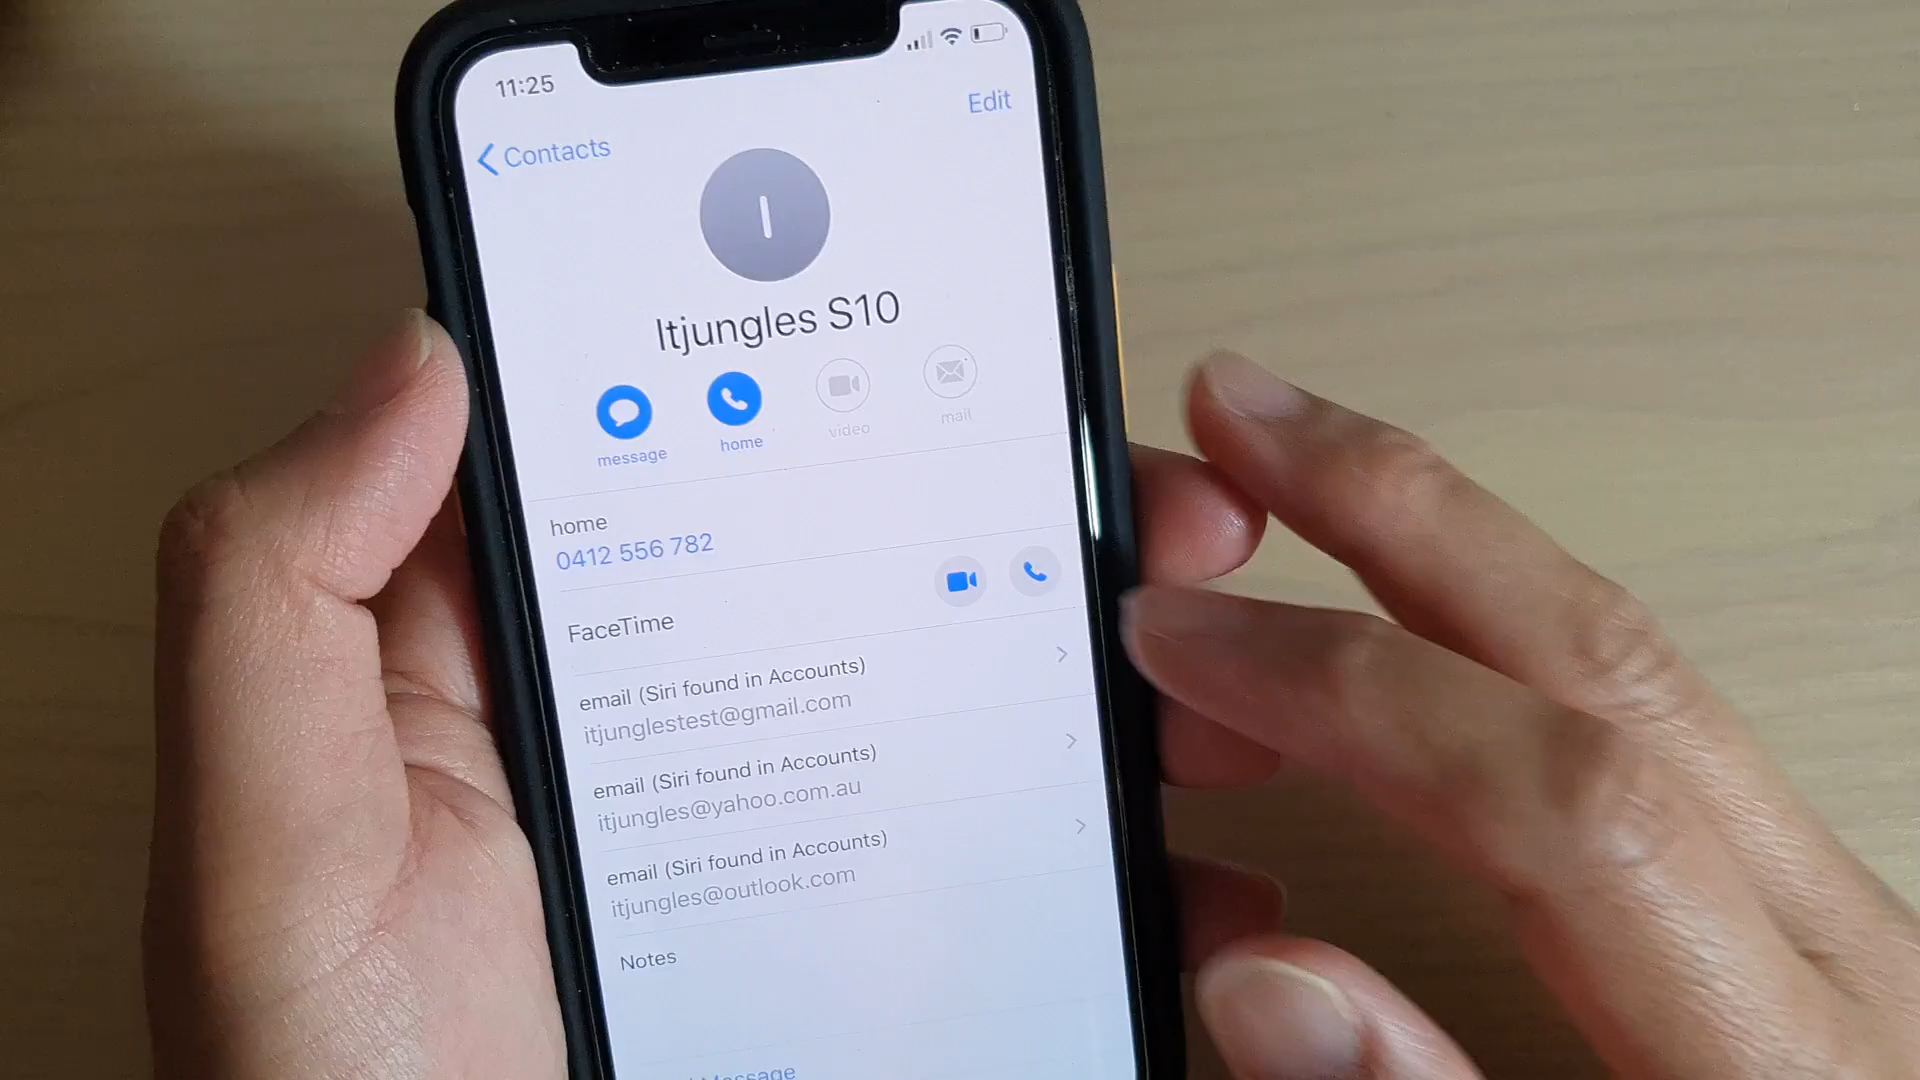 11:25
Edit
Contacts
I
Itjungles S10
message
home
video
mail
home
0412 556 782
FaceTime
email (Siri found in Accounts)
itjunglestest@gmail.com
email (Siri found in Accounts)
itjungles@yahoo.com.au
email (Siri found in Accounts)
itjungles@outlook.com
Notes
Message